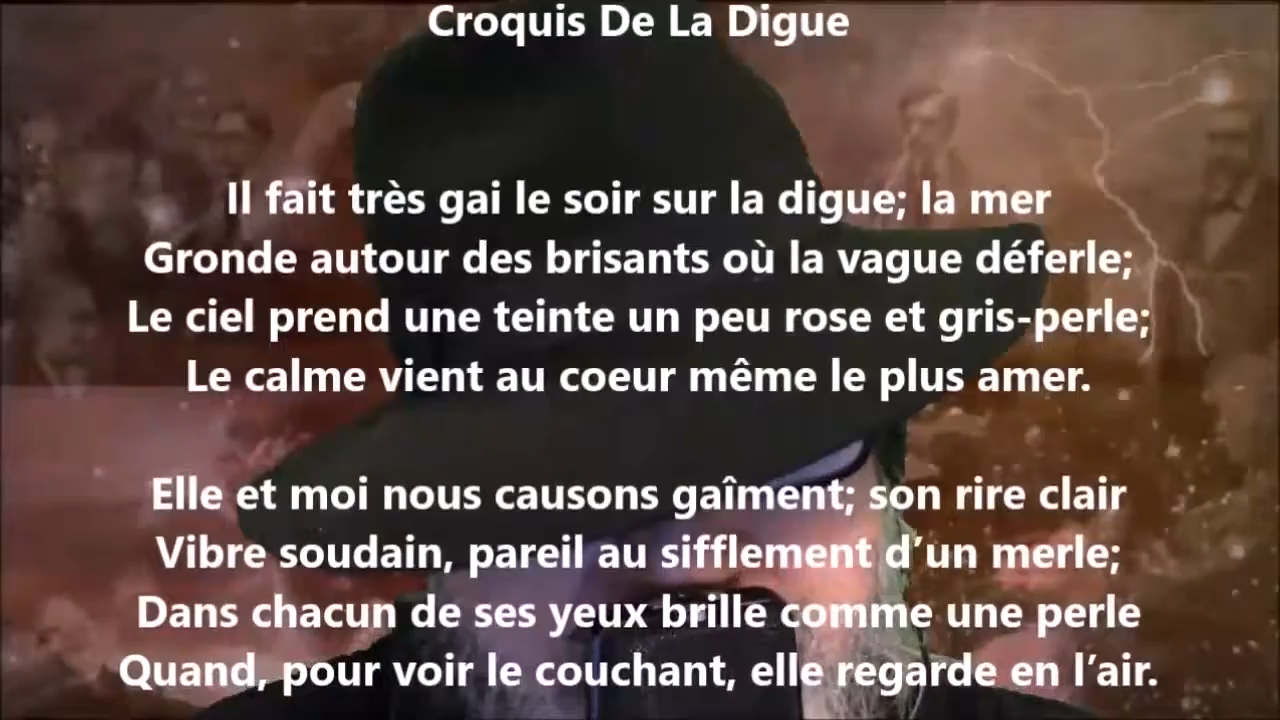 Croquis De La Digue
Il fait très gai le soir sur la digue; la mer
Gronde autour des brisants où la vague déferle;
Le ciel prend une teinte un peu rose et gris-perle;
Le calme vient au coeur même le plus amer.
Elle et moi nous causons gaîment; son rire clair
Vibre soudain, pareil au sifflement d’un merle;
Dans chacun de ses yeux brille comme une perle
Quand, pour voir le couchant, elle regarde en l’air.